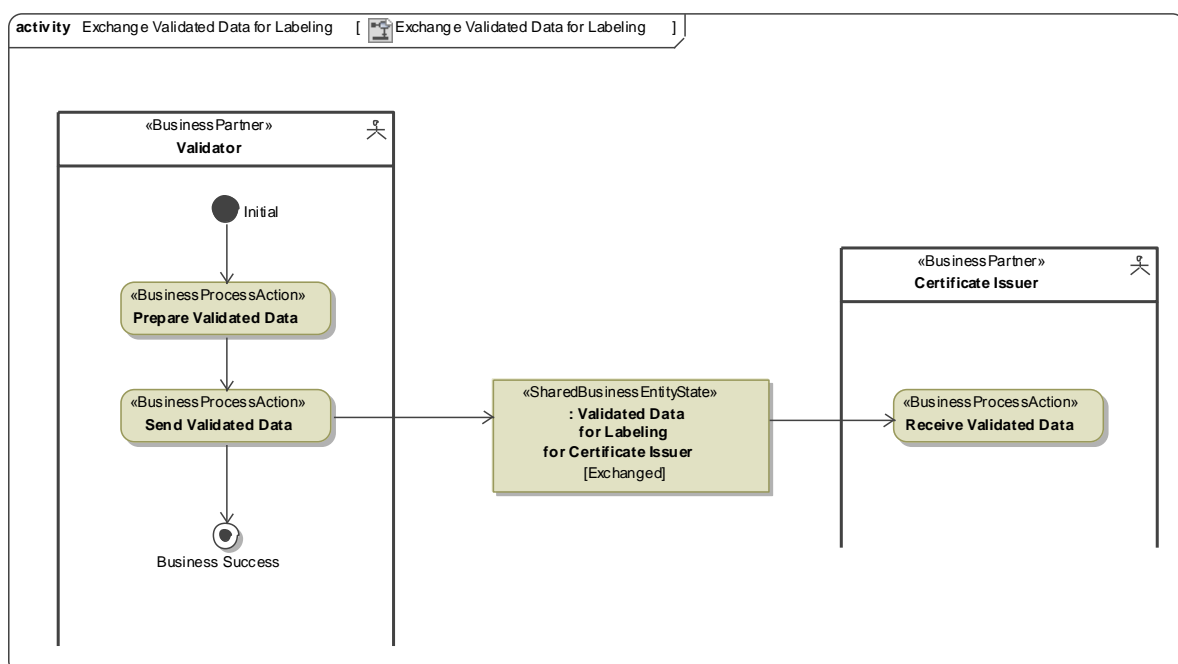 activity Exchange Validated Data for Labeling [ Exchange Validated Data for Labeling ]
«BusinessPartner»
Validator
Initial
«BusinessProcessAction»
Prepare Validated Data
«BusinessProcessAction»
Send Validated Data
Business Success
«SharedBusinessEntityState»
: Validated Data
for Labeling
for Certificate Issuer
[Exchanged]
«BusinessPartner»
Certificate Issuer
«BusinessProcessAction»
Receive Validated Data